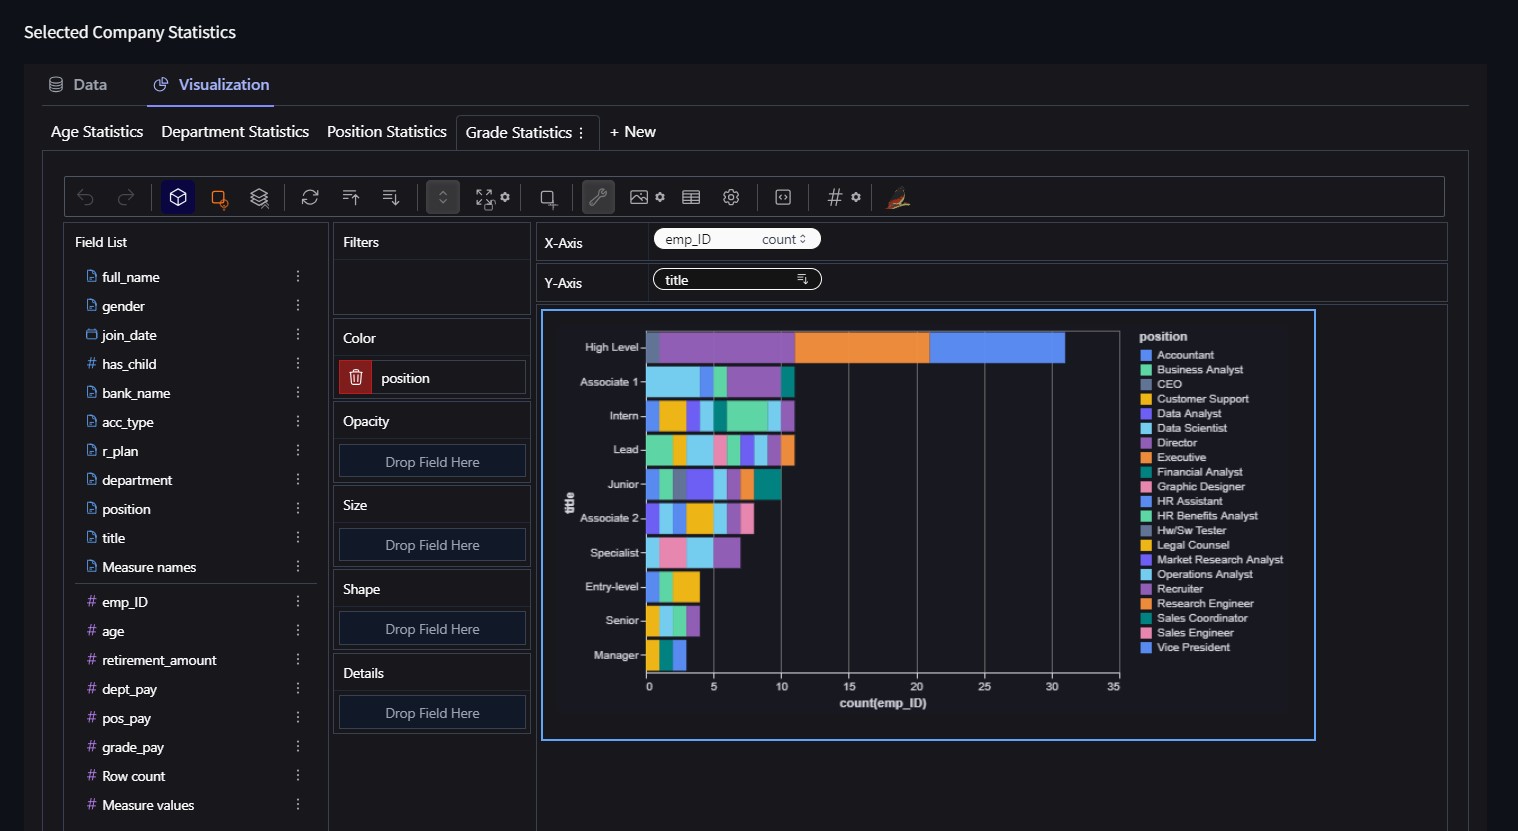 Selected Company Statistics
Data Visualization
Age Statistics Department Statistics Position Statistics Grade Statistics + New
Field List
full_name
gender
join_date
has_child
bank_name
acc_type
r_plan
department
position
title
Measure names
emp_ID
age
retirement_amount
dept_pay
pos_pay
grade_pay
Row count
Measure values
Filters
Color
position
Opacity
Drop Field Here
Size
Drop Field Here
Shape
Drop Field Here
Details
Drop Field Here
X-Axis emp_ID count
Y-Axis title
title
High Level
Associate 1
Intern
Lead
Junior
Associate 2
Specialist
Entry-level
Senior
Manager
0 5 10 15 20 25 30 35
count(emp_ID)
position
Accountant
Business Analyst
CEO
Customer Support
Data Analyst
Data Scientist
Director
Executive
Financial Analyst
Graphic Designer
HR Assistant
HR Benefits Analyst
Hw/Sw Tester
Legal Counsel
Market Research Analyst
Operations Analyst
Recruiter
Research Engineer
Sales Coordinator
Sales Engineer
Vice President